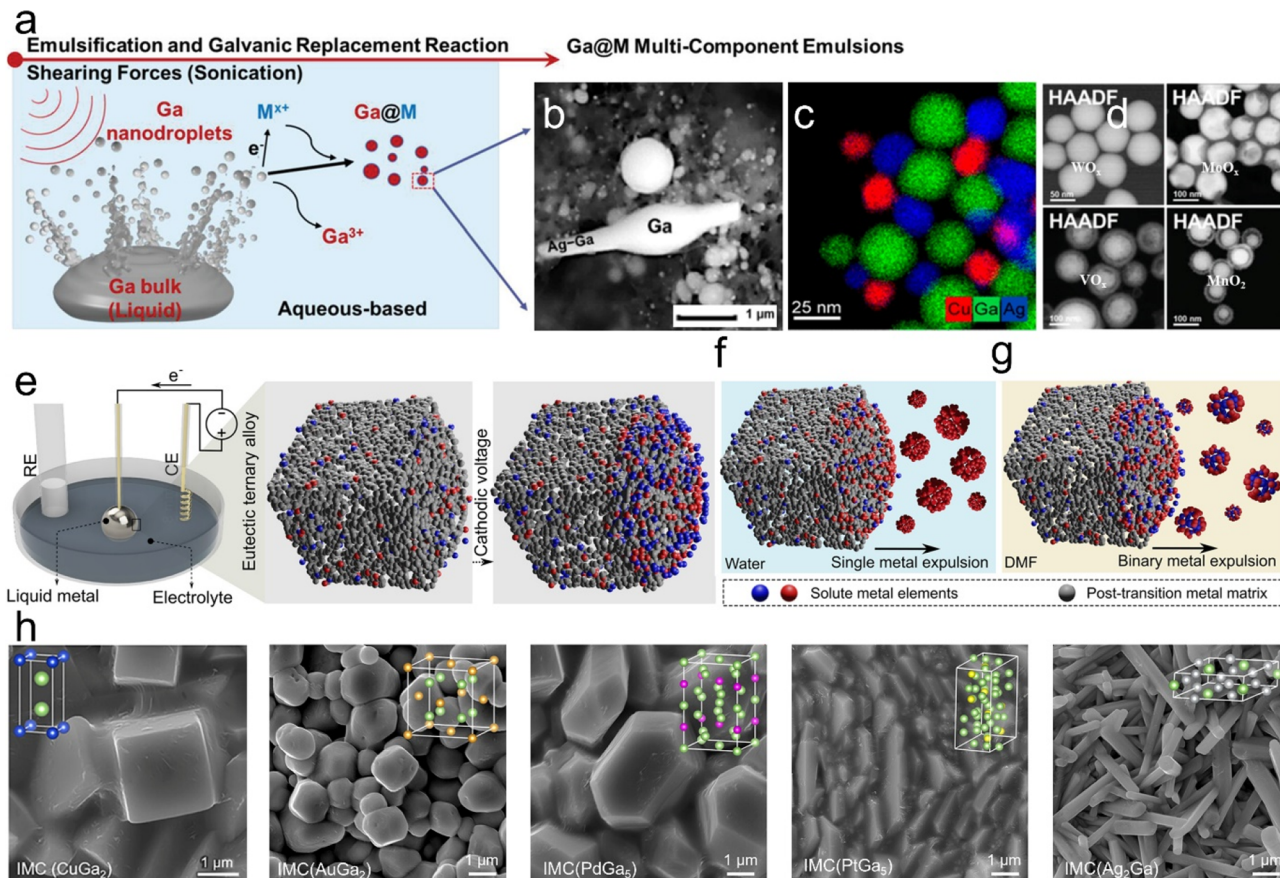 a
Emulsification and Galvanic Replacement Reaction
Ga@M Multi-Component Emulsions
Shearing Forces (Sonication)
Ga
nanodroplets
Mˣ⁺
e⁻
Ga@M
Ga³⁺
Ga bulk
(Liquid)
Aqueous-based
b
Ag–Ga
Ga
1 µm
c
25 nm
Cu Ga Ag
d
HAADF
WOₓ
50 nm
HAADF
MoOₓ
100 nm
HAADF
VOₓ
100 nm
HAADF
MnO₂
100 nm
e
e⁻
RE
CE
−
+
Liquid metal
Electrolyte
Eutectic ternary alloy
Cathodic voltage
f
Water
Single metal expulsion
g
DMF
Binary metal expulsion
Solute metal elements
Post-transition metal matrix
h
IMC (CuGa₂)
1 µm
IMC(AuGa₂)
1 µm
IMC(PdGa₅)
1 µm
IMC(PtGa₅)
1 µm
IMC(Ag₂Ga)
1 µm